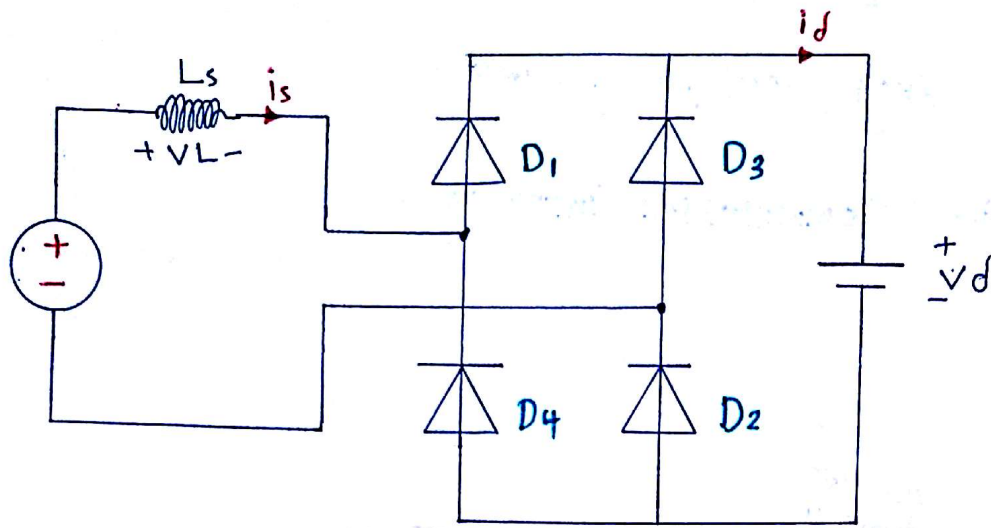 id
Ls
is
+ VL -
D1
D3
+
-
+
Vd
-
D4
D2